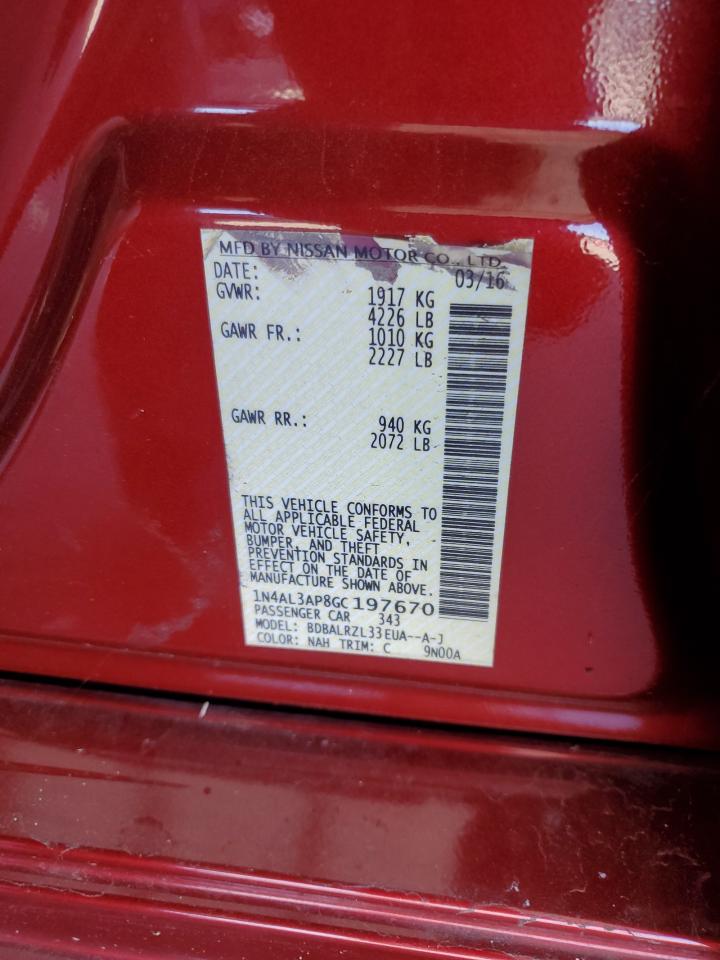 MFD BY NISSAN MOTOR CO., LTD.
DATE: 03/16
GVWR: 1917 KG
4226 LB
GAWR FR.: 1010 KG
2227 LB
GAWR RR.: 940 KG
2072 LB
THIS VEHICLE CONFORMS TO
ALL APPLICABLE FEDERAL
MOTOR VEHICLE SAFETY,
BUMPER, AND THEFT
PREVENTION STANDARDS IN
EFFECT ON THE DATE OF
MANUFACTURE SHOWN ABOVE.
1N4AL3AP8GC197670
PASSENGER CAR 343
MODEL: BDBALRZL33EUA--A-J
COLOR: NAH TRIM: C 9N00A